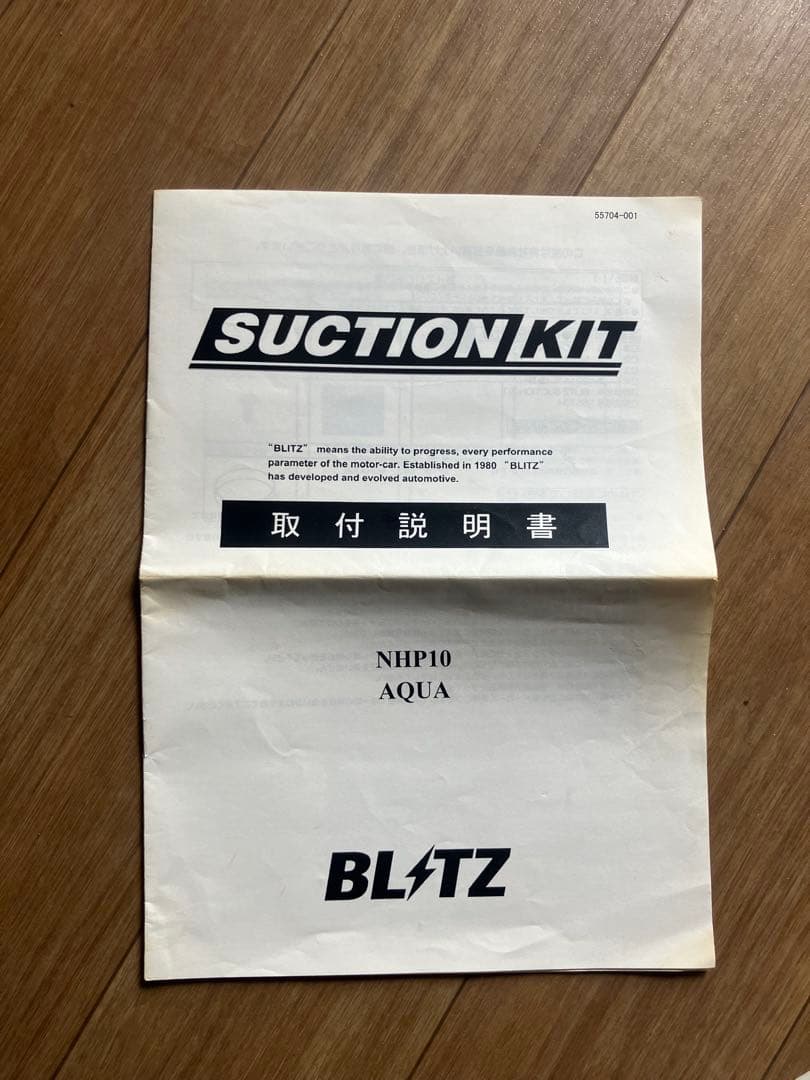 55704-001
SUCTION KIT
“BLITZ” means the ability to progress, every performance
parameter of the motor-car. Established in 1980 “BLITZ”
has developed and evolved automotive.
取付説明書
NHP10
AQUA
BLITZ